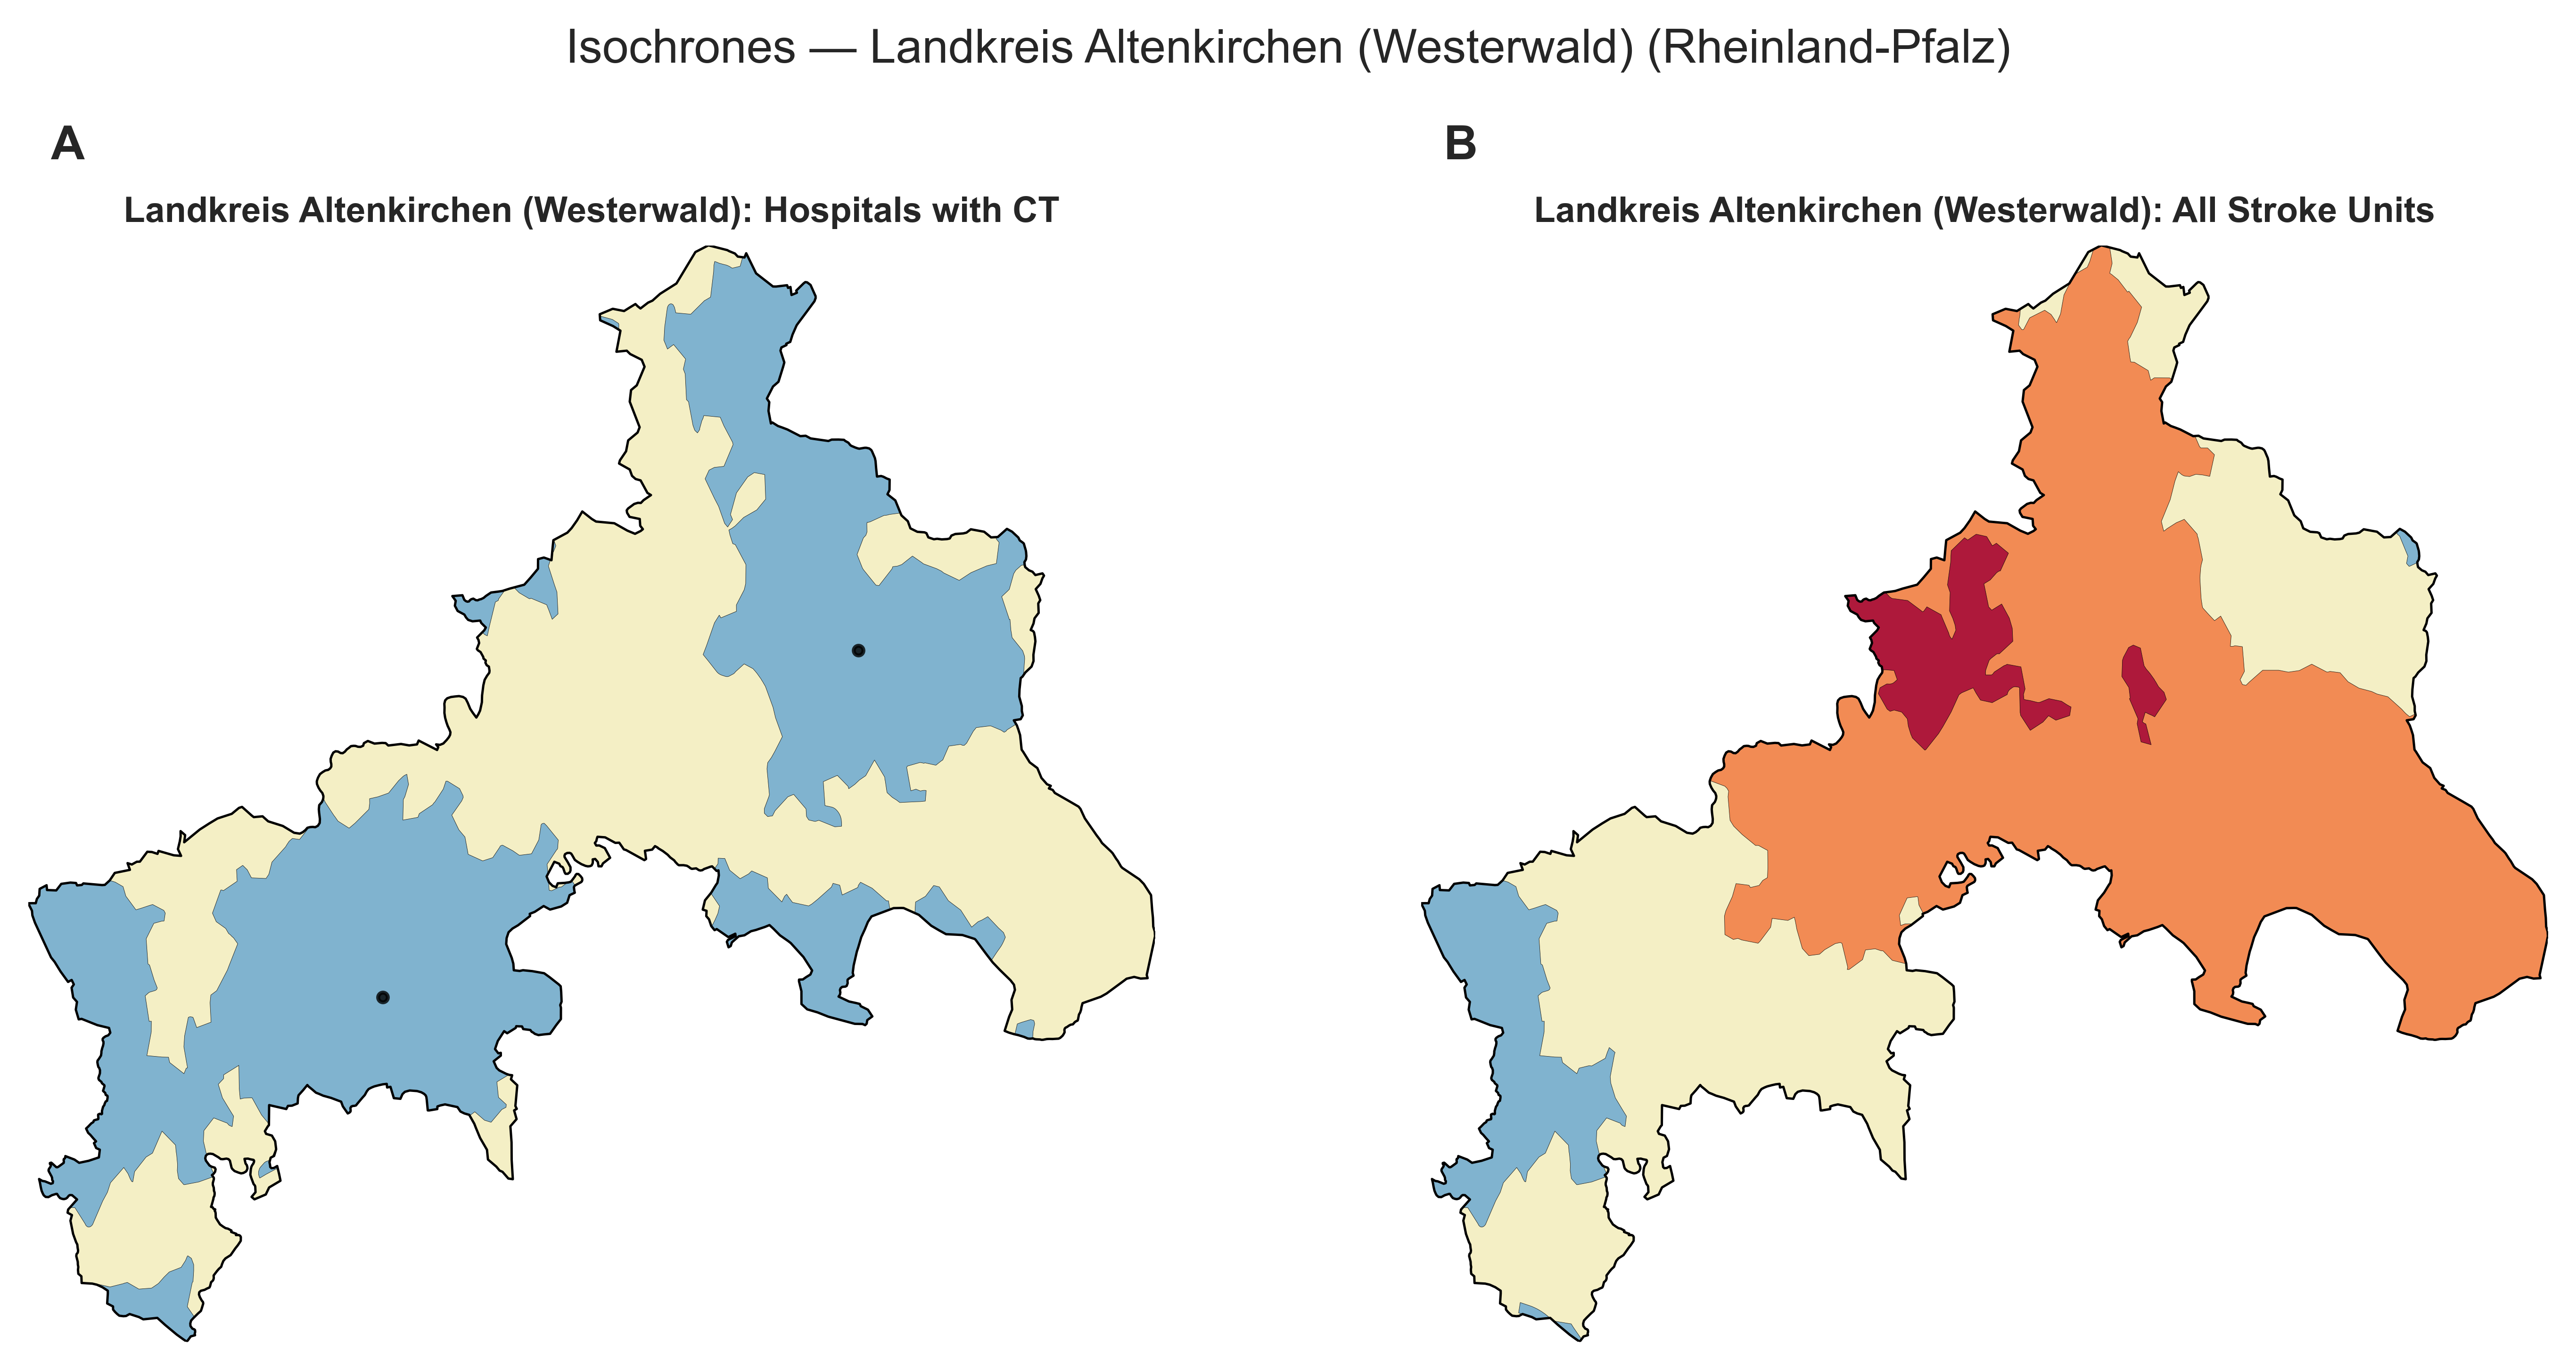 Isochrones — Landkreis Altenkirchen (Westerwald) (Rheinland-Pfalz)
A
Landkreis Altenkirchen (Westerwald): Hospitals with CT
B
Landkreis Altenkirchen (Westerwald): All Stroke Units